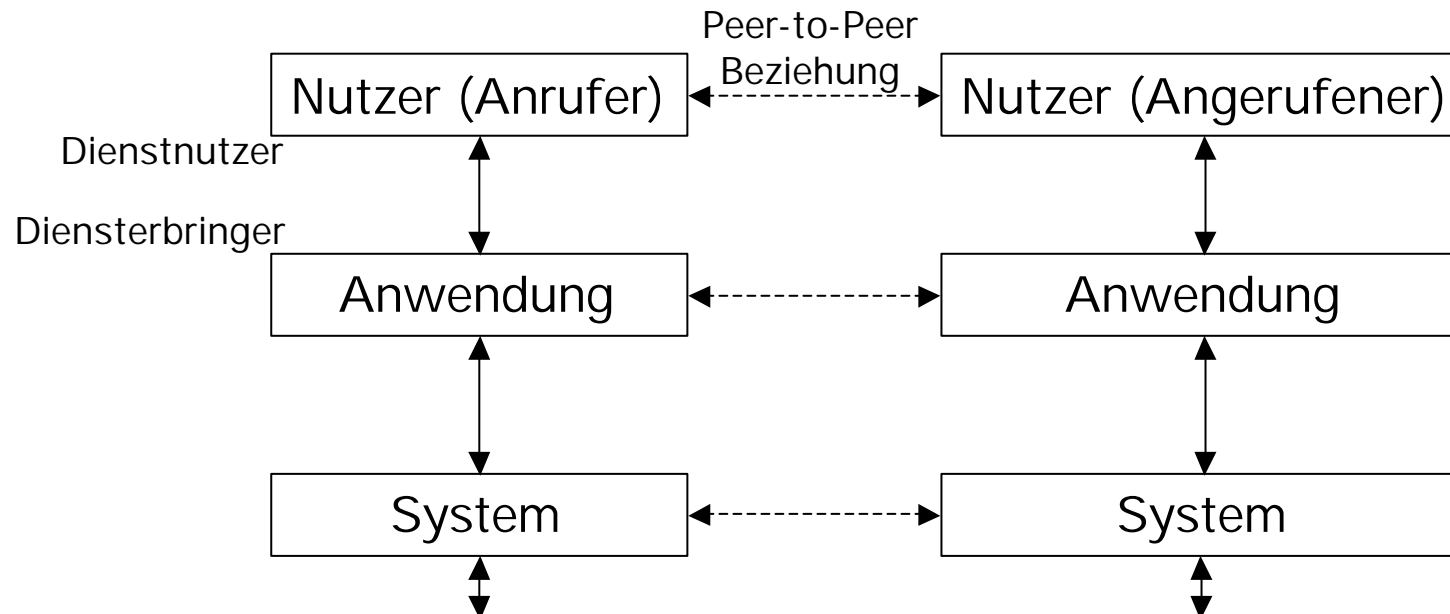 Peer-to-Peer
Beziehung
Nutzer (Anrufer)
Nutzer (Angerufener)
Dienstnutzer
Diensterbringer
Anwendung
Anwendung
System
System